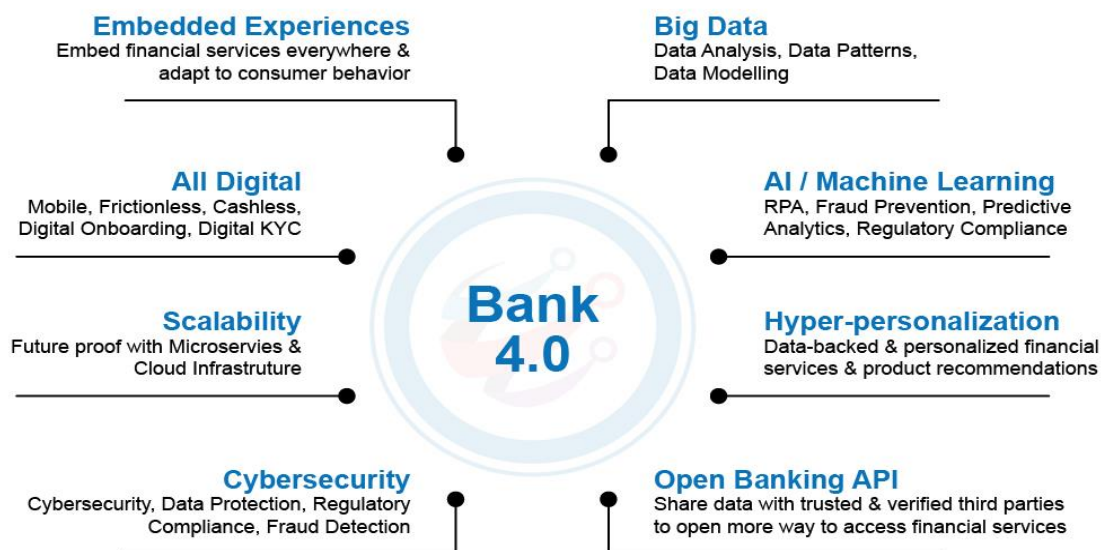 Embedded Experiences
Embed financial services everywhere &
adapt to consumer behavior
Big Data
Data Analysis, Data Patterns,
Data Modelling
All Digital
Mobile, Frictionless, Cashless,
Digital Onboarding, Digital KYC
AI / Machine Learning
RPA, Fraud Prevention, Predictive
Analytics, Regulatory Compliance
Bank
4.0
Scalability
Future proof with Microservies &
Cloud Infrastruture
Hyper-personalization
Data-backed & personalized financial
services & product recommendations
Cybersecurity
Cybersecurity, Data Protection, Regulatory
Compliance, Fraud Detection
Open Banking API
Share data with trusted & verified third parties
to open more way to access financial services